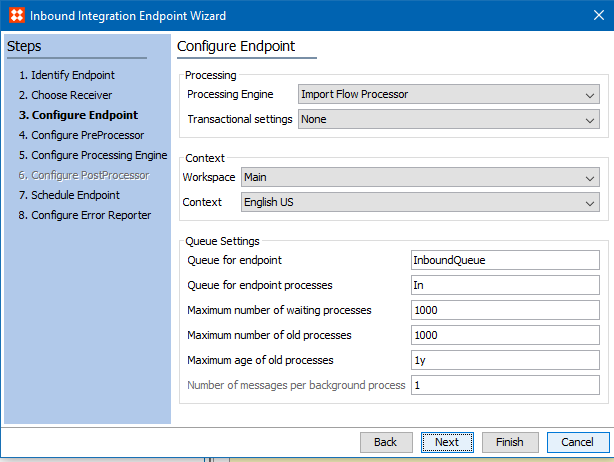 Inbound Integration Endpoint Wizard
Steps
1. Identify Endpoint
2. Choose Receiver
3. Configure Endpoint
4. Configure PreProcessor
5. Configure Processing Engine
6. Configure PostProcessor
7. Schedule Endpoint
8. Configure Error Reporter
Configure Endpoint
Processing
Processing Engine Import Flow Processor
Transactional settings None
Context
Workspace Main
Context English US
Queue Settings
Queue for endpoint InboundQueue
Queue for endpoint processes In
Maximum number of waiting processes 1000
Maximum number of old processes 1000
Maximum age of old processes 1y
Number of messages per background process 1
Back Next Finish Cancel